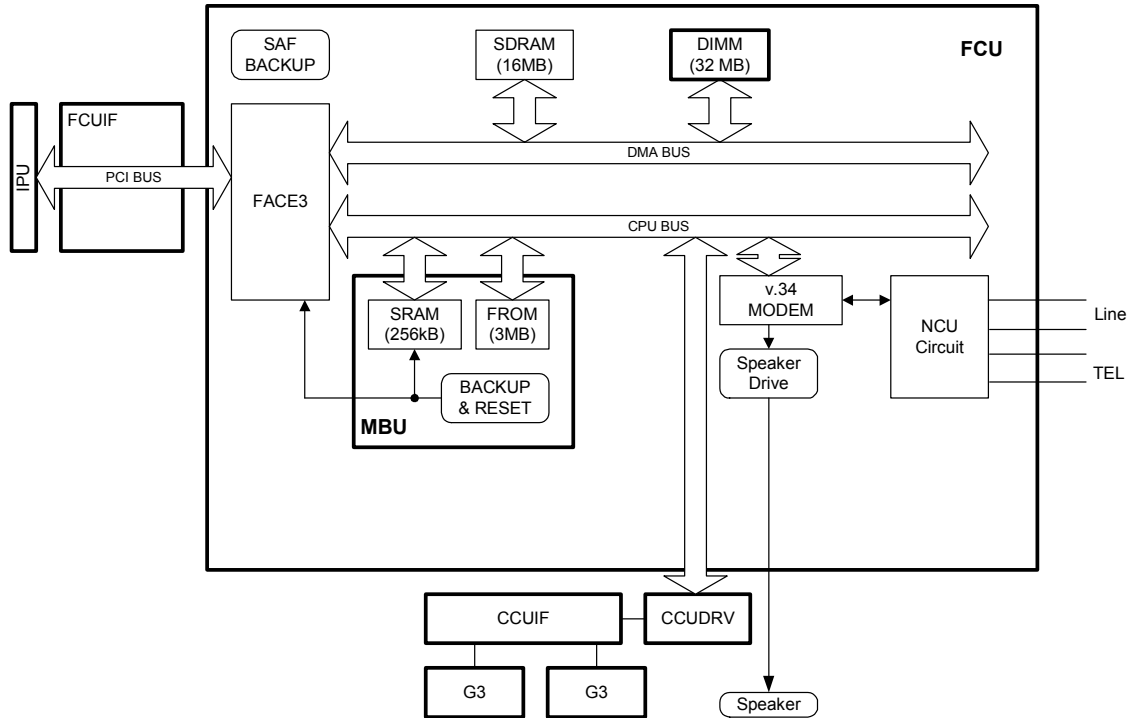 SAF
BACKUP
SDRAM
(16MB)
DIMM
(32 MB)
FCU
FCUIF
IPU
PCI BUS
FACE3
DMA BUS
CPU BUS
SRAM
(256kB)
FROM
(3MB)
BACKUP
& RESET
MBU
v.34
MODEM
Speaker
Drive
NCU
Circuit
Line
TEL
CCUIF
CCUDRV
G3
G3
Speaker